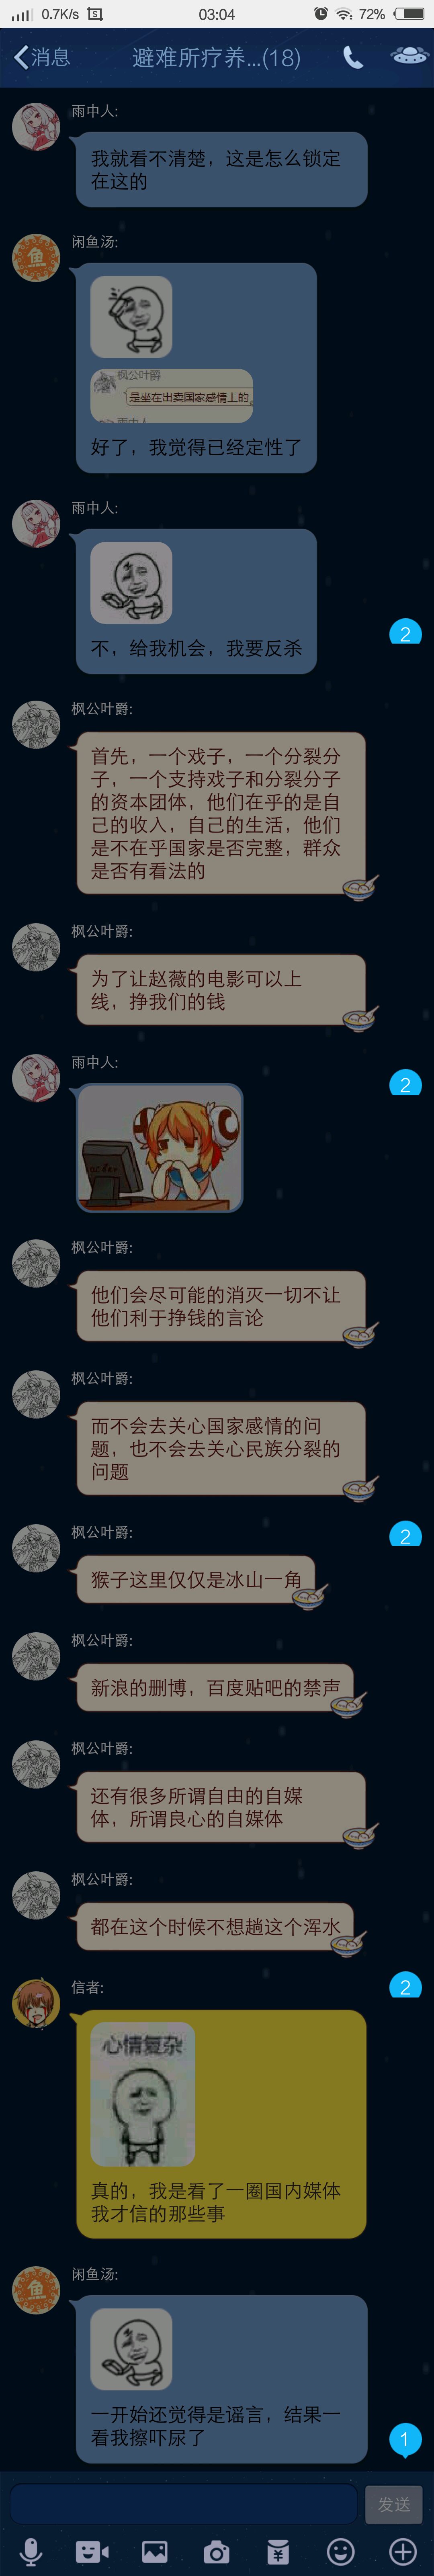 0.7K/s
03:04
72%
消息
避难所疗养...(18)
雨中人:
我就看不清楚，这是怎么锁定
在这的
闲鱼汤:
鱼
枫公叶爵
是坐在出卖国家感情上的
雨中人
好了，我觉得已经定性了
雨中人:
不，给我机会，我要反杀
2
枫公叶爵:
首先，一个戏子，一个分裂分
子，一个支持戏子和分裂分子
的资本团体，他们在乎的是自
己的收入，自己的生活，他们
是不在乎国家是否完整，群众
是否有看法的
枫公叶爵:
为了让赵薇的电影可以上
线，挣我们的钱
雨中人:
2
枫公叶爵:
他们会尽可能的消灭一切不让
他们利于挣钱的言论
枫公叶爵:
而不会去关心国家感情的问
题，也不会去关心民族分裂的
问题
枫公叶爵:
2
猴子这里仅仅是冰山一角
枫公叶爵:
新浪的删博，百度贴吧的禁声
枫公叶爵:
还有很多所谓自由的自媒
体，所谓良心的自媒体
枫公叶爵:
都在这个时候不想趟这个浑水
信者:
2
心情复杂
真的，我是看了一圈国内媒体
我才信的那些事
闲鱼汤:
鱼
一开始还觉得是谣言，结果一
看我擦吓尿了
1
发送